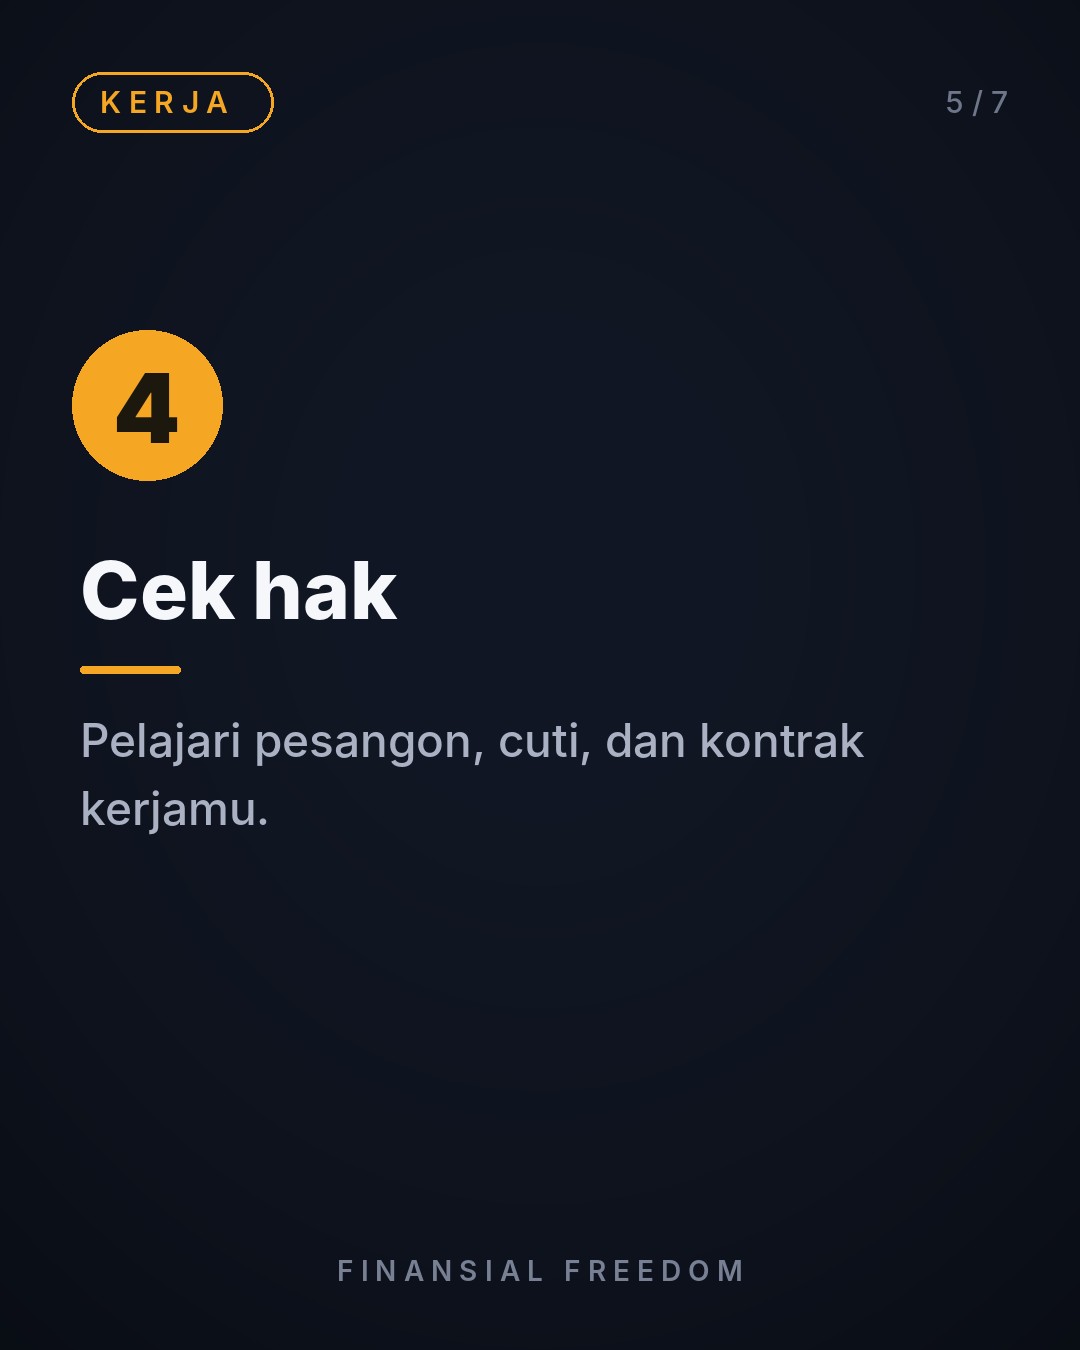 KERJA
5 / 7
4
Cek hak
Pelajari pesangon, cuti, dan kontrak
kerjamu.
FINANSIAL FREEDOM